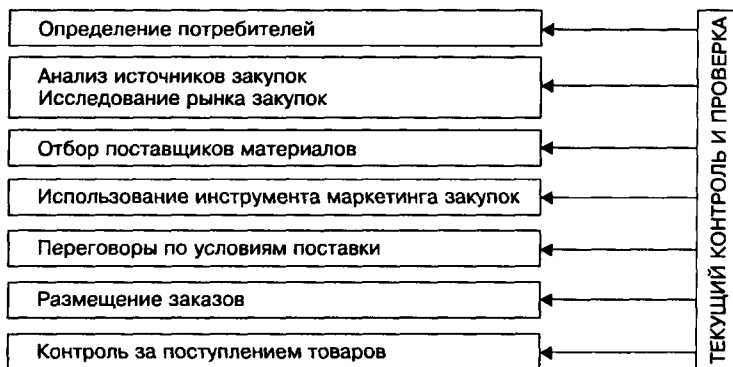 Определение потребителей
Анализ источников закупок
Исследование рынка закупок
Отбор поставщиков материалов
Использование инструмента маркетинга закупок
Переговоры по условиям поставки
Размещение заказов
Контроль за поступлением товаров
ТЕКУЩИЙ КОНТРОЛЬ И ПРОВЕРКА